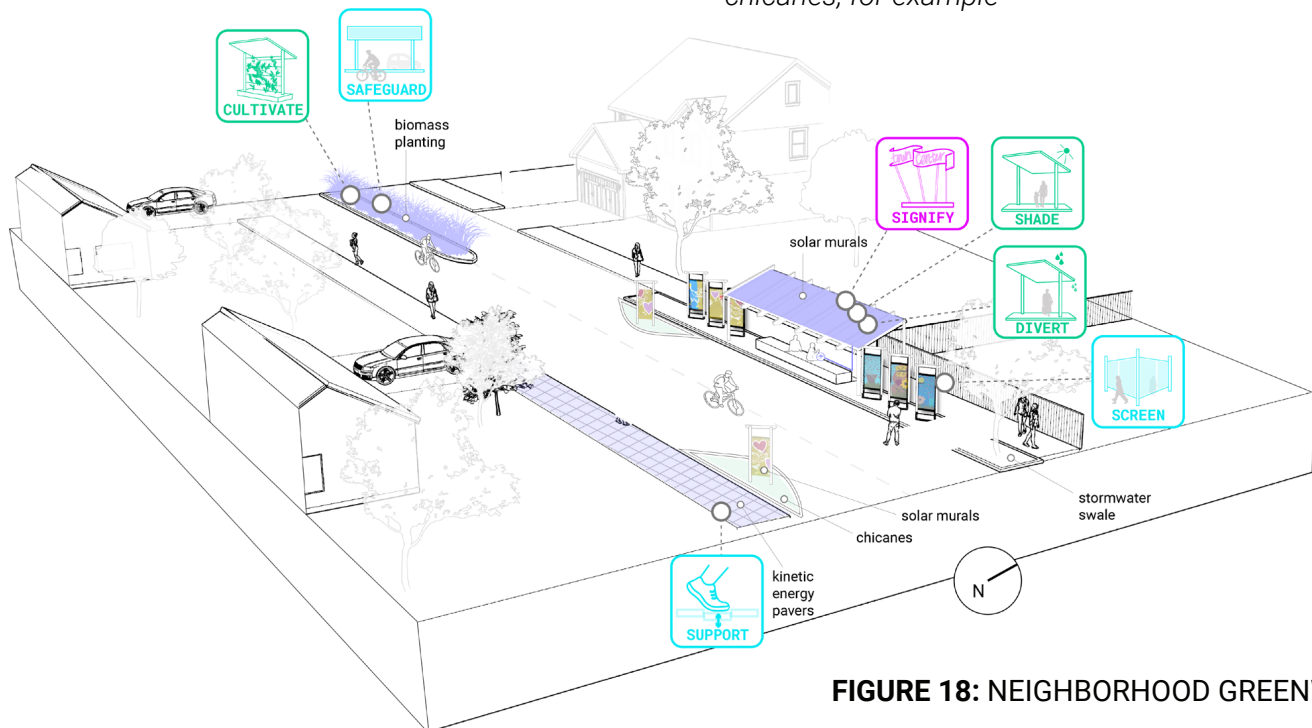 chicanes, for example
SAFEGUARD
CULTIVATE
biomass
planting
SIGNIFY
SHADE
solar murals
DIVERT
SCREEN
stormwater
swale
solar murals
chicanes
kinetic
energy
pavers
SUPPORT
N
FIGURE 18: NEIGHBORHOOD GREEN